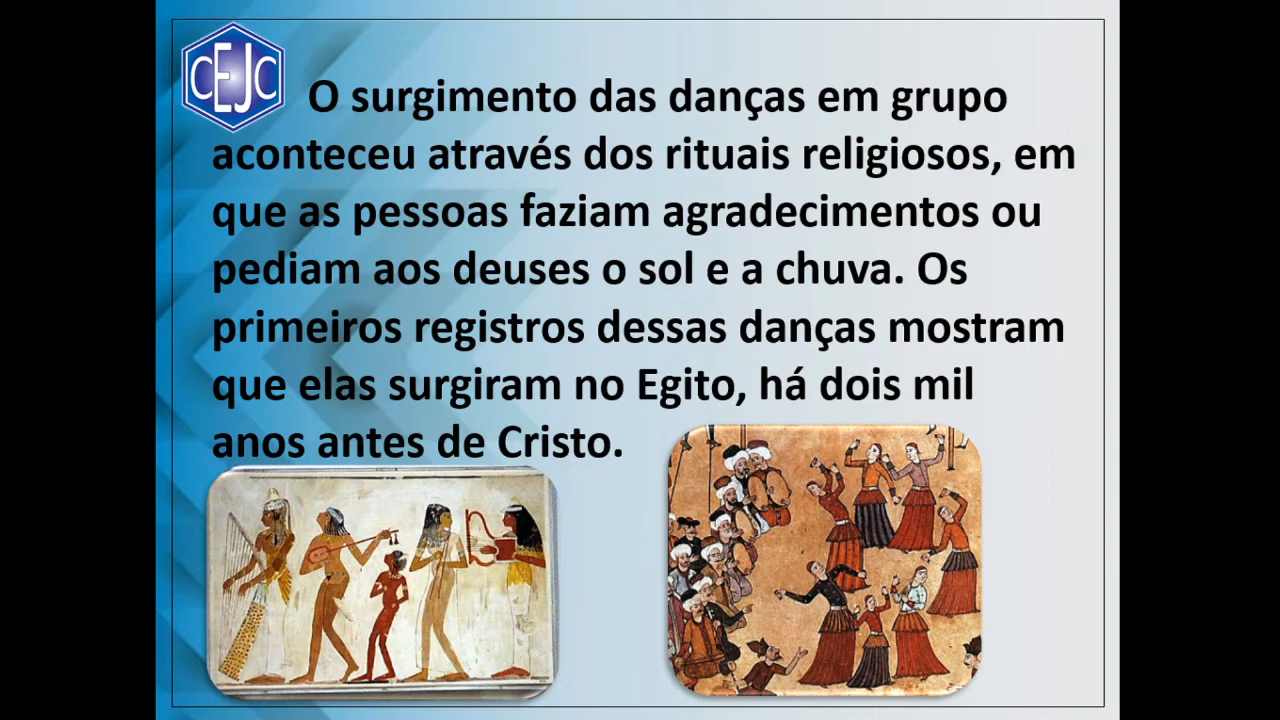 CEJC
O surgimento das danças em grupo
aconteceu através dos rituais religiosos, em
que as pessoas faziam agradecimentos ou
pediam aos deuses o sol e a chuva. Os
primeiros registros dessas danças mostram
que elas surgiram no Egito, há dois mil
anos antes de Cristo.